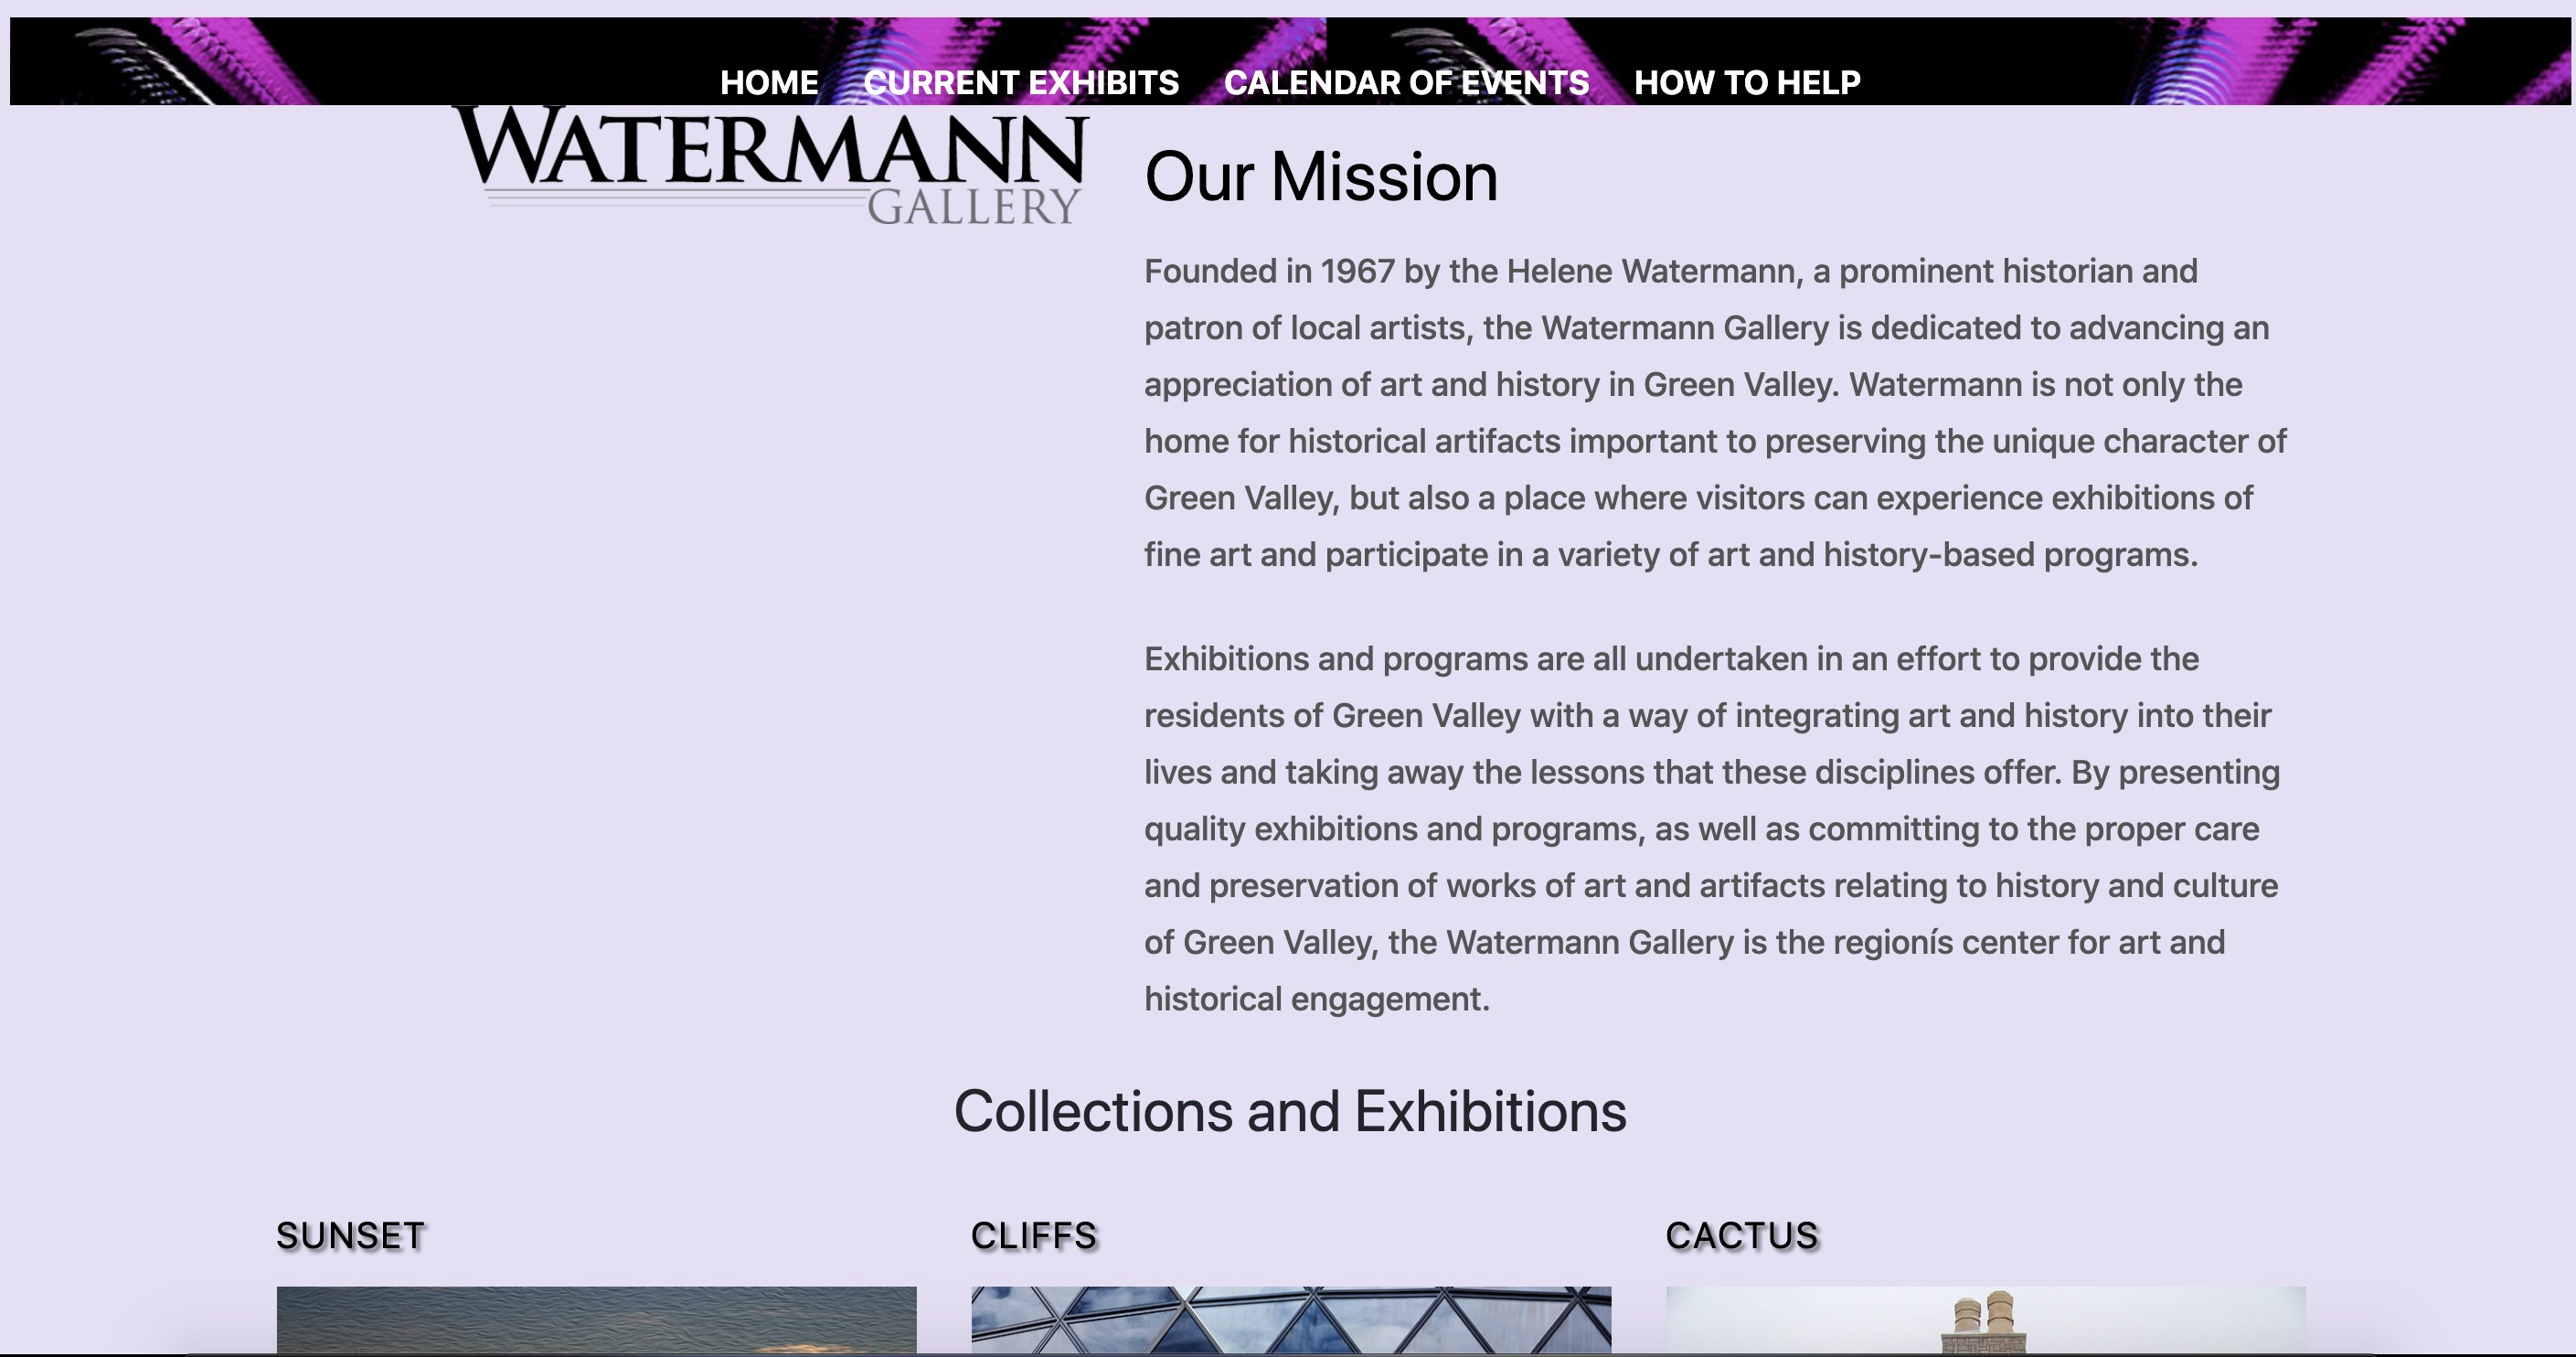 HOME CURRENT EXHIBITS CALENDAR OF EVENTS HOW TO HELP
WATERMANN
GALLERY
Our Mission
Founded in 1967 by the Helene Watermann, a prominent historian and
patron of local artists, the Watermann Gallery is dedicated to advancing an
appreciation of art and history in Green Valley. Watermann is not only the
home for historical artifacts important to preserving the unique character of
Green Valley, but also a place where visitors can experience exhibitions of
fine art and participate in a variety of art and history-based programs.
Exhibitions and programs are all undertaken in an effort to provide the
residents of Green Valley with a way of integrating art and history into their
lives and taking away the lessons that these disciplines offer. By presenting
quality exhibitions and programs, as well as committing to the proper care
and preservation of works of art and artifacts relating to history and culture
of Green Valley, the Watermann Gallery is the regionís center for art and
historical engagement.
Collections and Exhibitions
SUNSET
CLIFFS
CACTUS